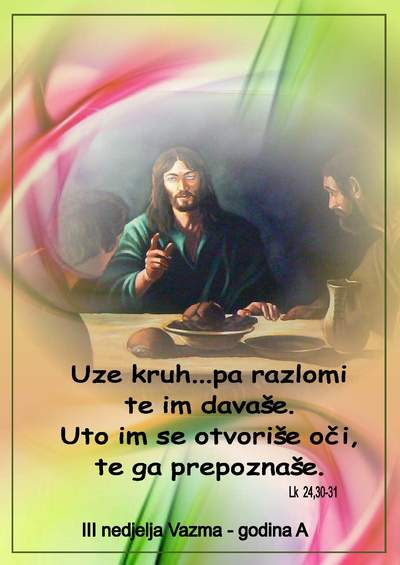 Uze kruh...pa razlomi
te im davaše.
Uto im se otvoriše oči,
te ga prepoznaše.
Lk 24,30-31
III nedjelja Vazma - godina A